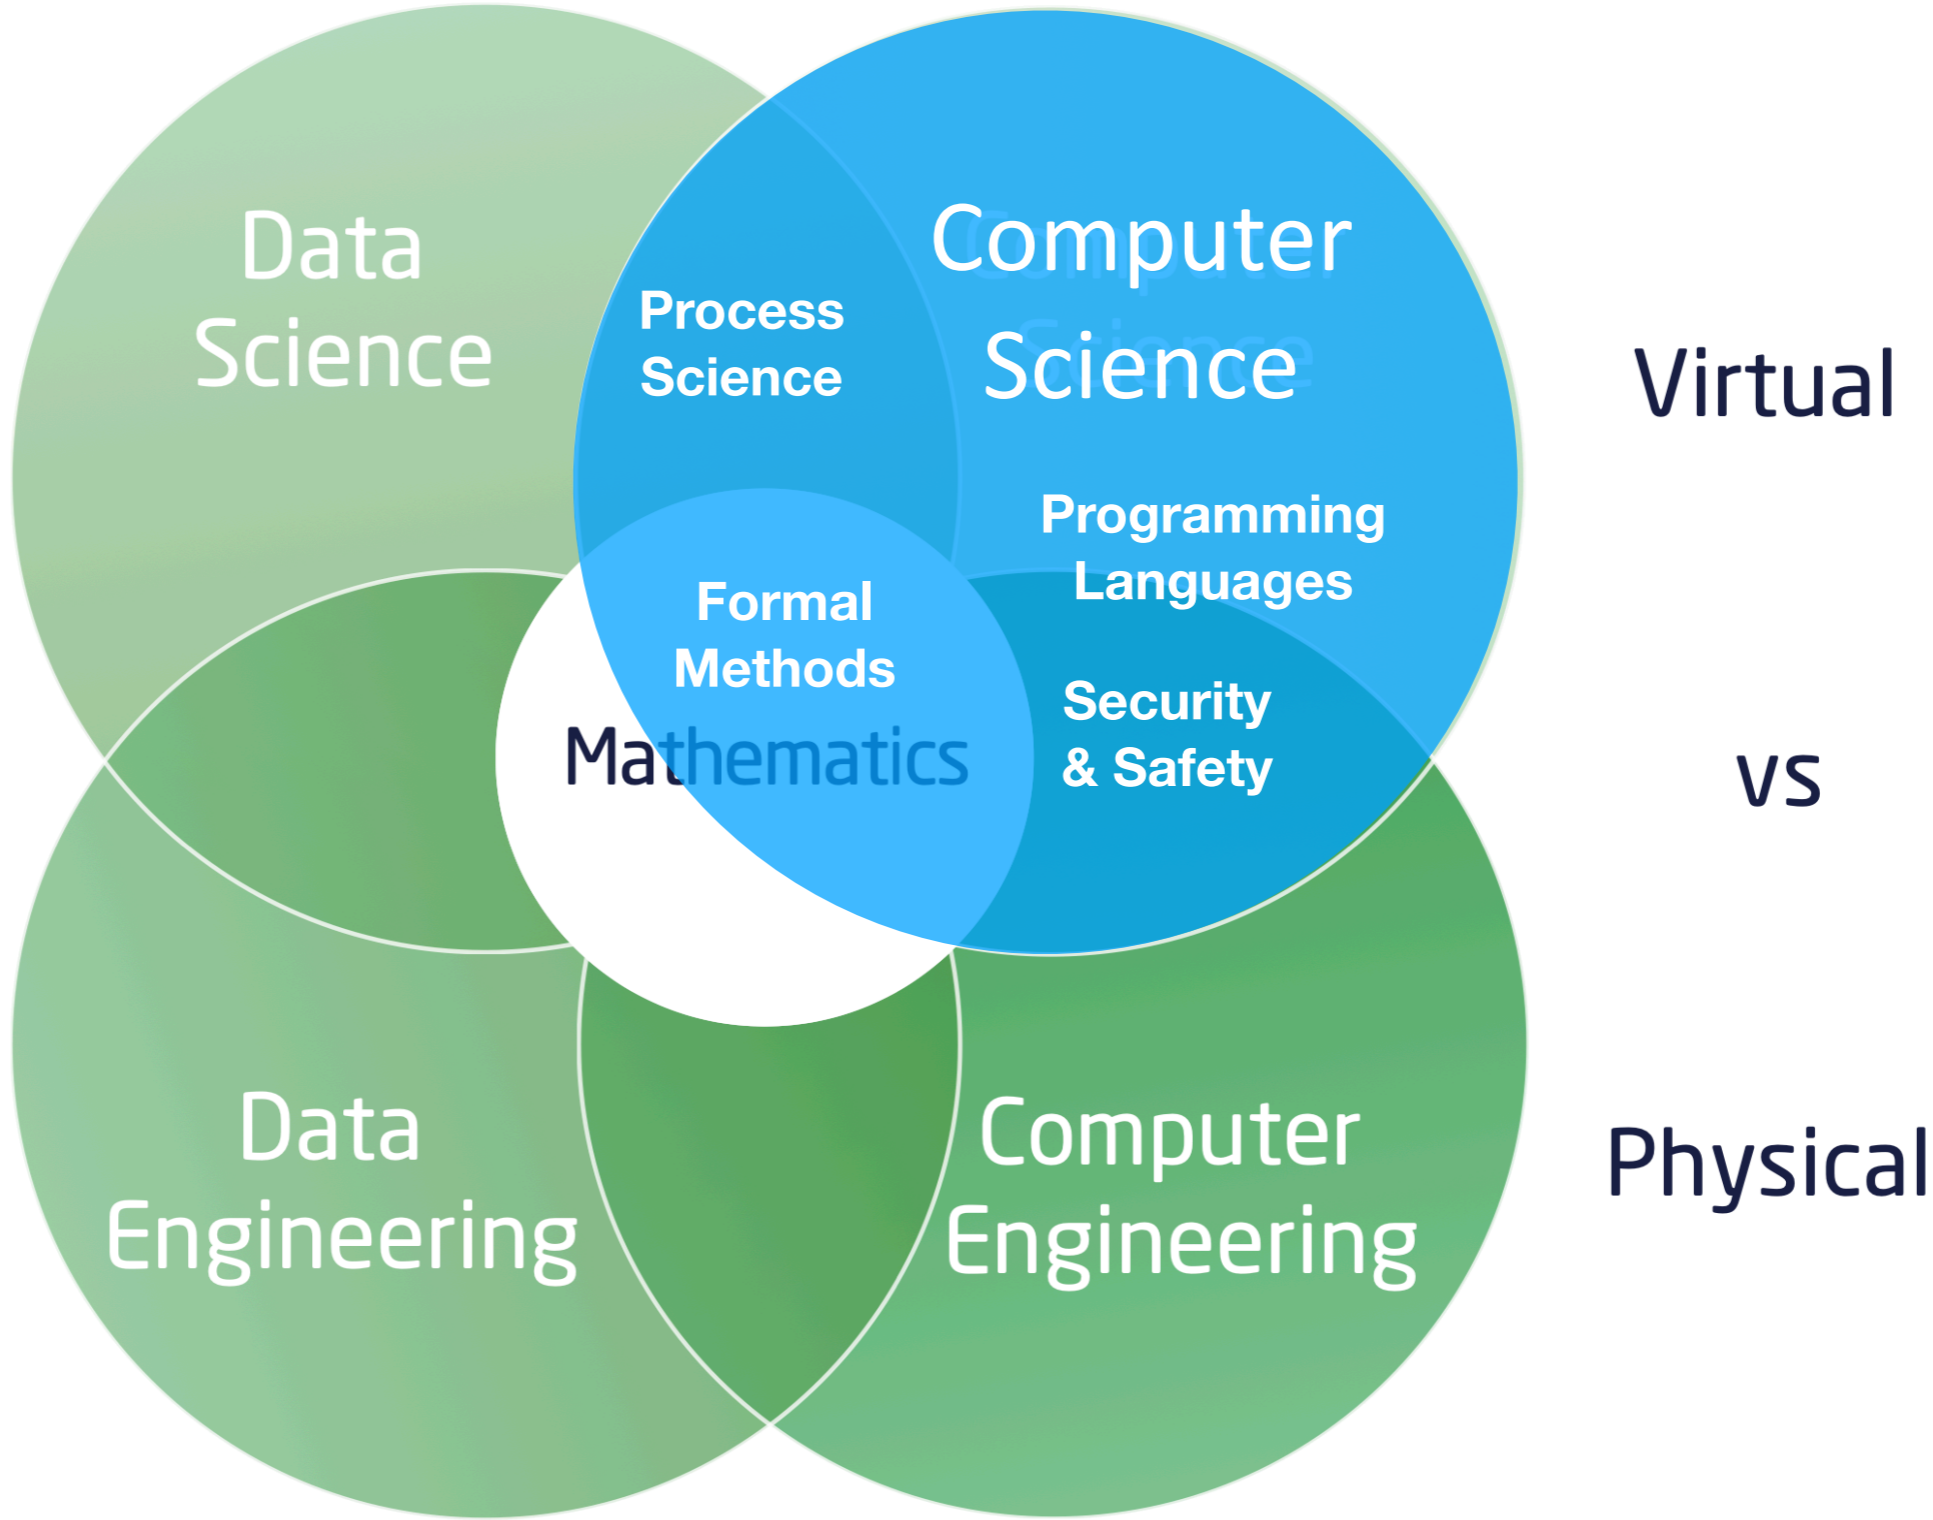 Data
Science
Process
Science
Computer
Science
Programming
Languages
Formal
Methods
Mathematics
Security
& Safety
Data
Engineering
Computer
Engineering
Virtual
vs
Physical